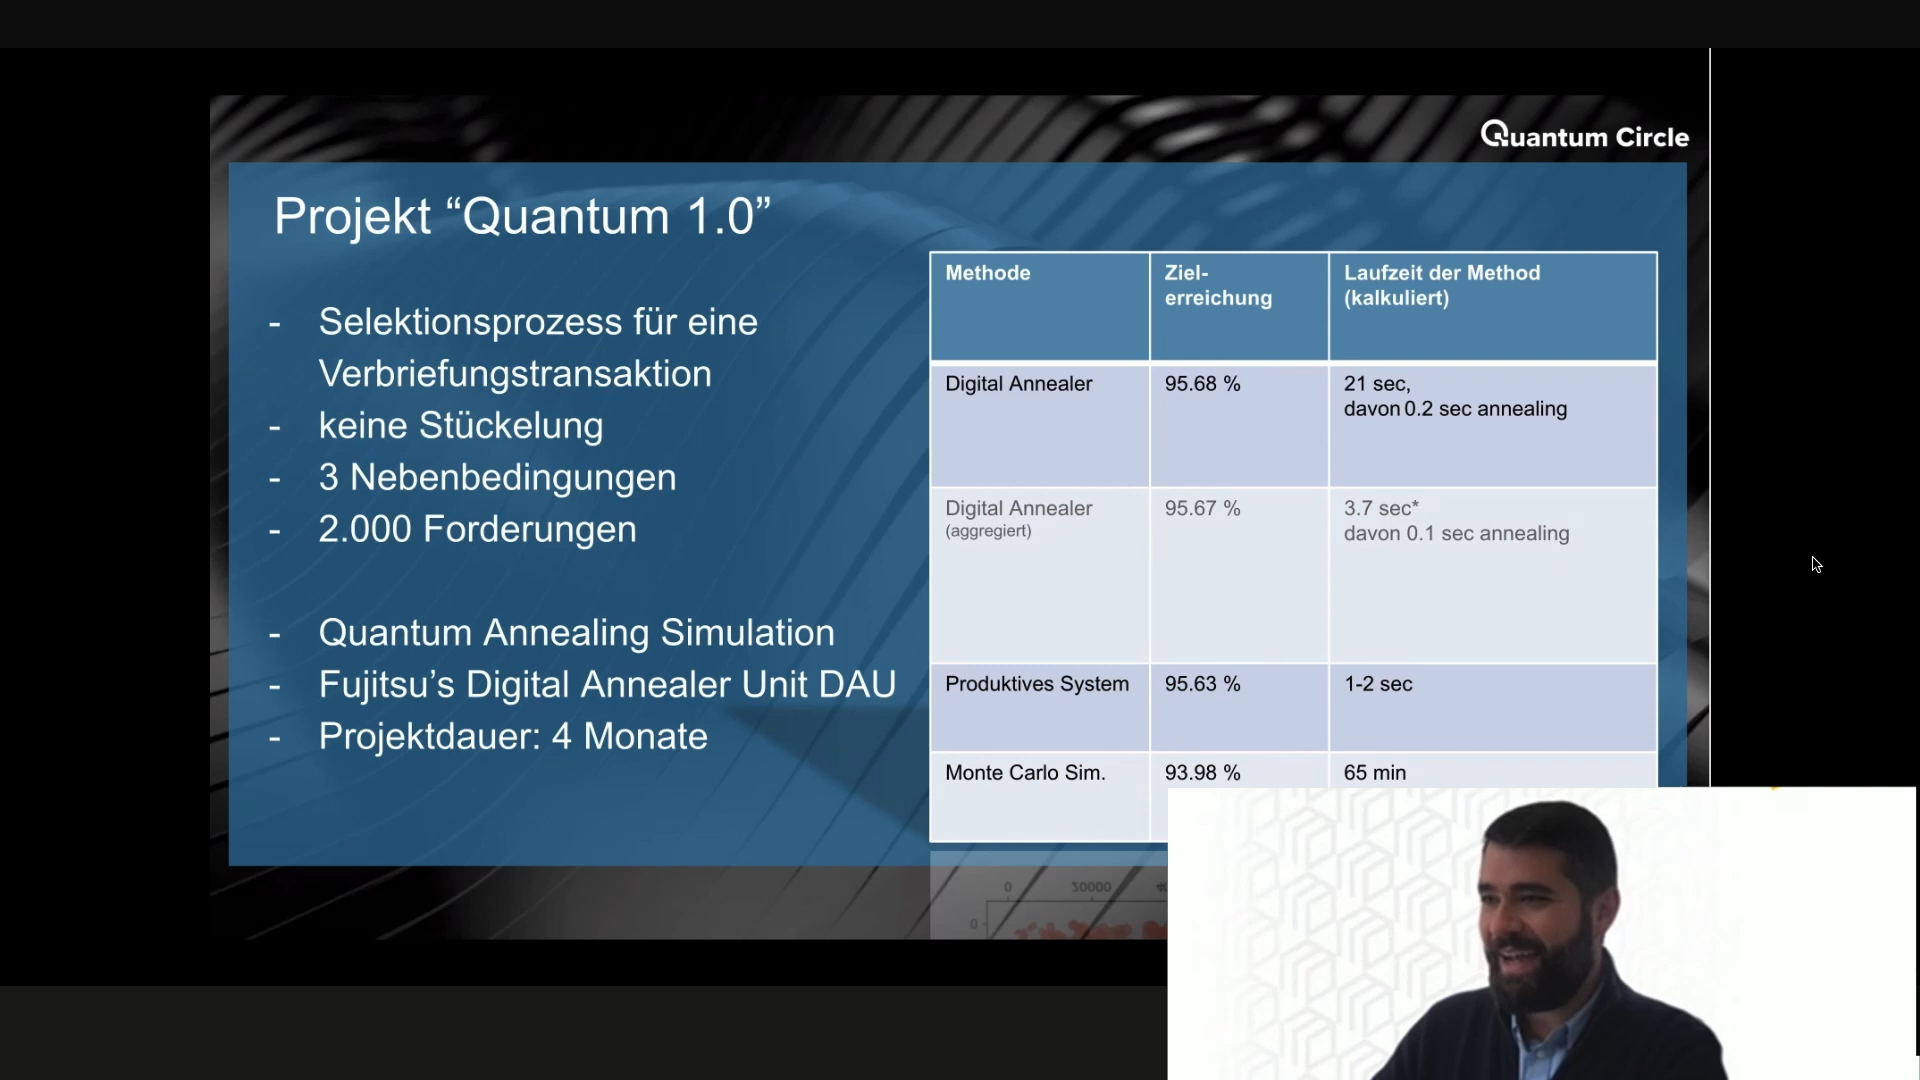 Quantum Circle
Projekt “Quantum 1.0”
- Selektionsprozess für eine
Verbriefungstransaktion
- keine Stückelung
- 3 Nebenbedingungen
- 2.000 Forderungen
- Quantum Annealing Simulation
- Fujitsu’s Digital Annealer Unit DAU
- Projektdauer: 4 Monate
Methode
Ziel-
erreichung
Laufzeit der Method
(kalkuliert)
Digital Annealer
95.68 %
21 sec,
davon 0.2 sec annealing
Digital Annealer
(aggregiert)
95.67 %
3.7 sec*
davon 0.1 sec annealing
Produktives System
95.63 %
1-2 sec
Monte Carlo Sim.
93.98 %
65 min
0
20000
0